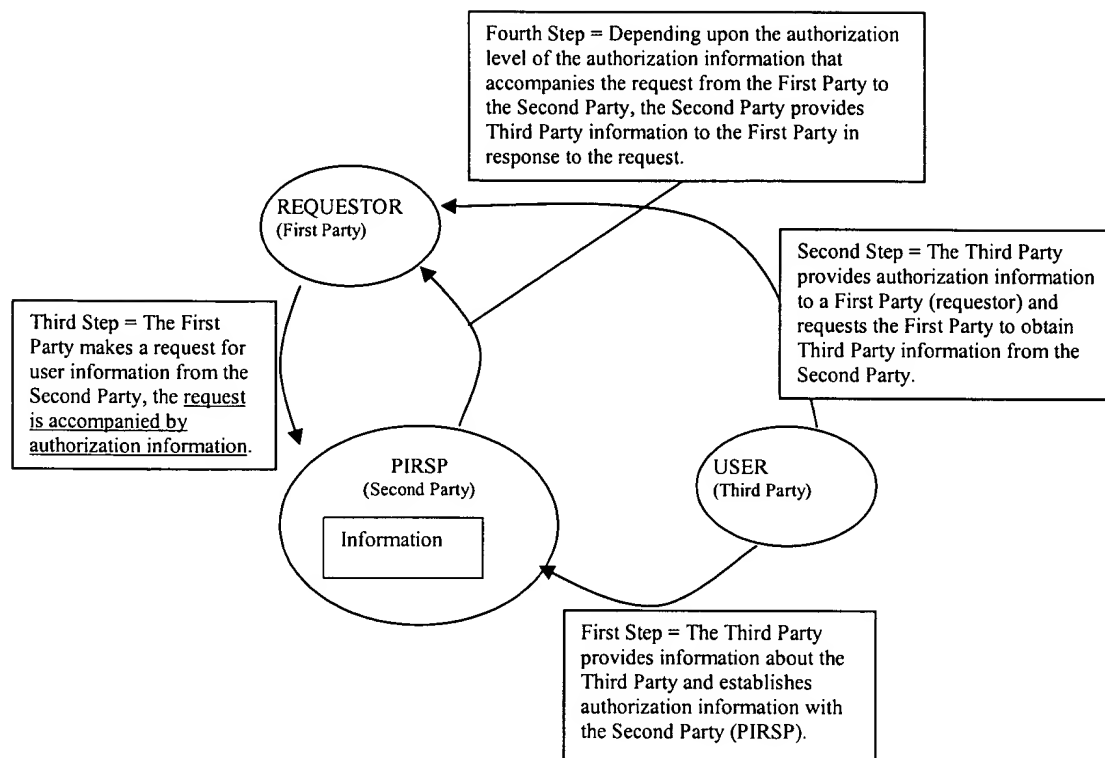 Fourth Step = Depending upon the authorization
level of the authorization information that
accompanies the request from the First Party to
the Second Party, the Second Party provides
Third Party information to the First Party in
response to the request.
REQUESTOR
(First Party)
Second Step = The Third Party
provides authorization information
to a First Party (requestor) and
requests the First Party to obtain
Third Party information from the
Second Party.
Third Step = The First
Party makes a request for
user information from the
Second Party, the request
is accompanied by
authorization information.
PIRSP
(Second Party)
Information
USER
(Third Party)
First Step = The Third Party
provides information about the
Third Party and establishes
authorization information with
the Second Party (PIRSP).